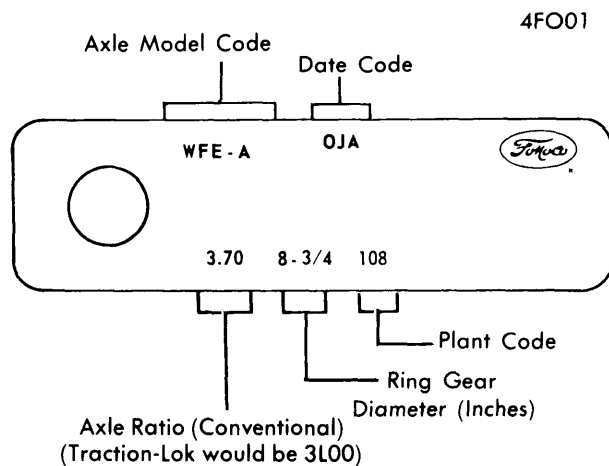 4FO01
Axle Model Code
Date Code
WFE-A
OJA
FoMoCo
3.70
8-3/4
108
Plant Code
Ring Gear
Diameter (Inches)
Axle Ratio (Conventional)
(Traction-Lok would be 3L00)